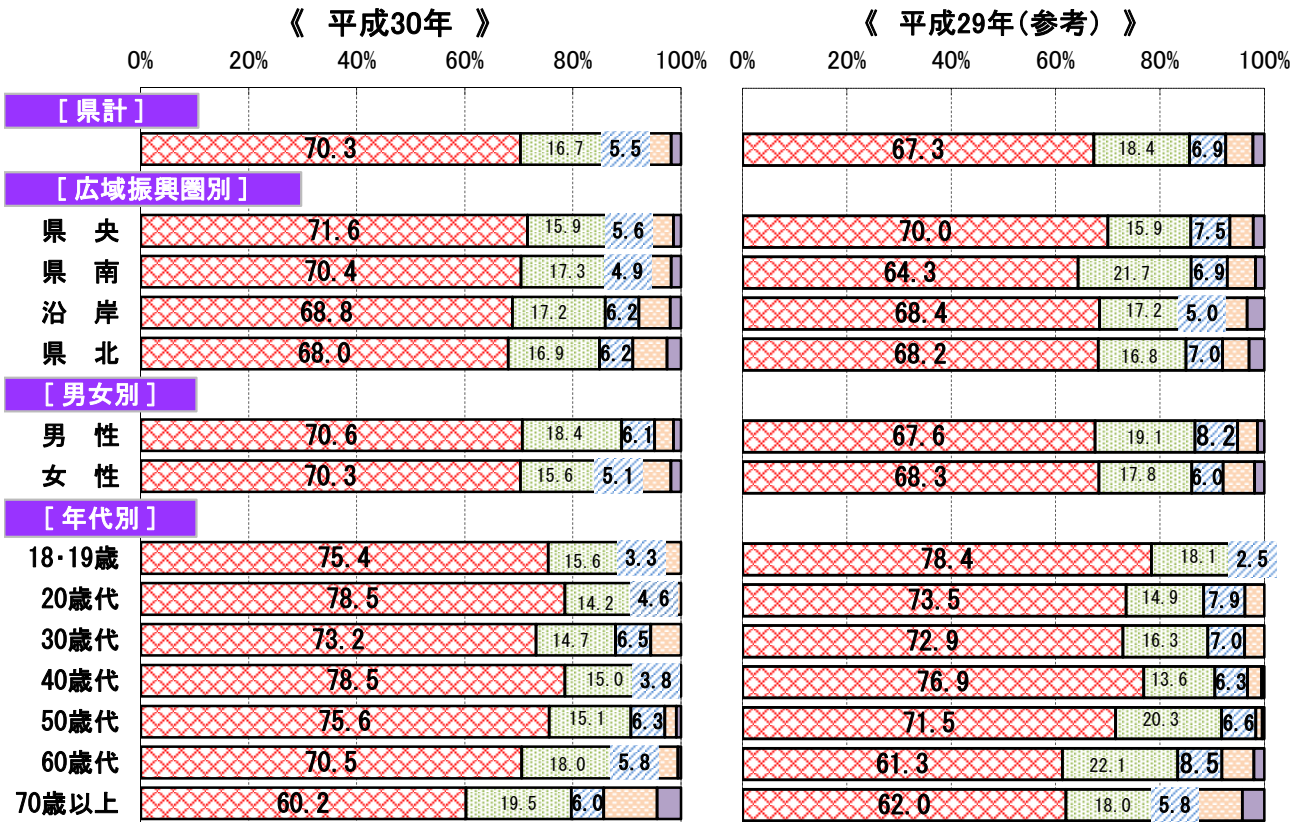 《 平成30年 》 《 平成29年(参考) 》
0% 20% 40% 60% 80% 100% 0% 20% 40% 60% 80% 100%
[ 県計 ]
70.3 16.7 5.5 67.3 18.4 6.9
[ 広域振興圏別 ]
県 央 71.6 15.9 5.6 70.0 15.9 7.5
県 南 70.4 17.3 4.9 64.3 21.7 6.9
沿 岸 68.8 17.2 6.2 68.4 17.2 5.0
県 北 68.0 16.9 6.2 68.2 16.8 7.0
[ 男女別 ]
男 性 70.6 18.4 6.1 67.6 19.1 8.2
女 性 70.3 15.6 5.1 68.3 17.8 6.0
[ 年代別 ]
18・19歳 75.4 15.6 3.3 78.4 18.1 2.5
20歳代 78.5 14.2 4.6 73.5 14.9 7.9
30歳代 73.2 14.7 6.5 72.9 16.3 7.0
40歳代 78.5 15.0 3.8 76.9 13.6 6.3
50歳代 75.6 15.1 6.3 71.5 20.3 6.6
60歳代 70.5 18.0 5.8 61.3 22.1 8.5
70歳以上 60.2 19.5 6.0 62.0 18.0 5.8